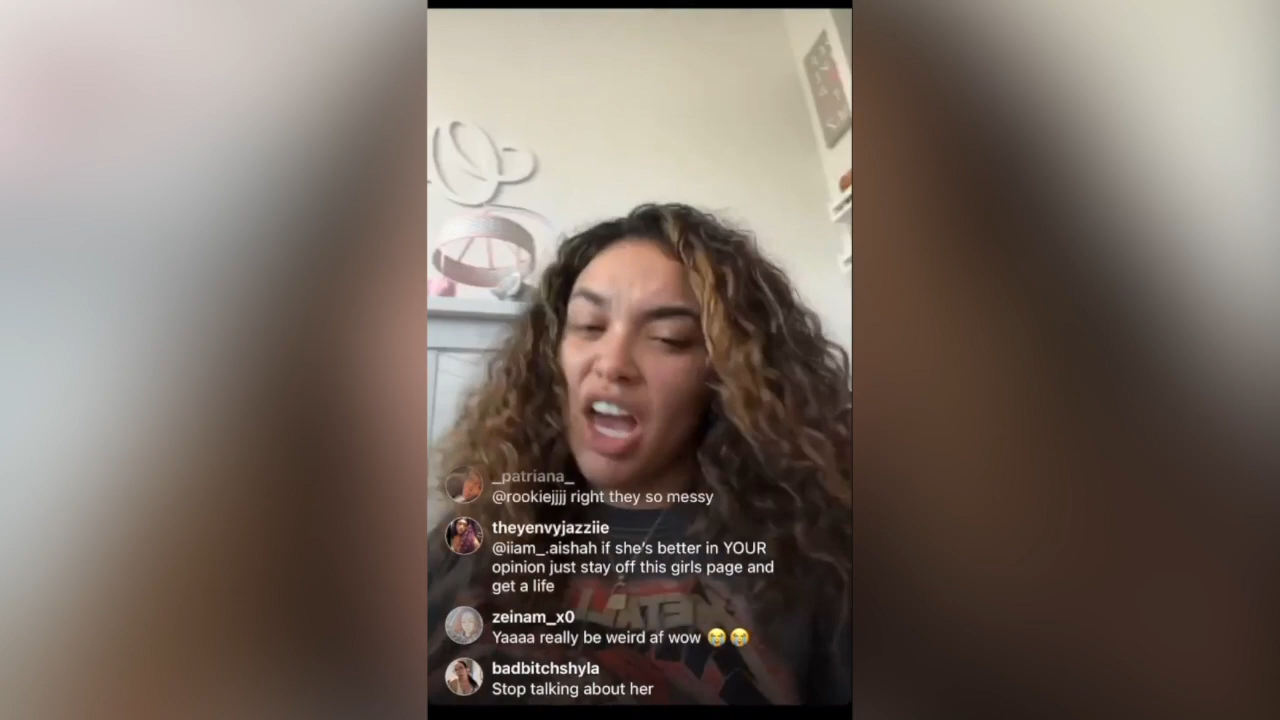 _patriana_
@rookiejjjj right they so messy
theyenvyjazziie
@iiam_.aishah if she's better in YOUR
opinion just stay off this girls page and
get a life
zeinam_x0
Yaaaa really be weird af wow 😭😭
badbitchshyla
Stop talking about her